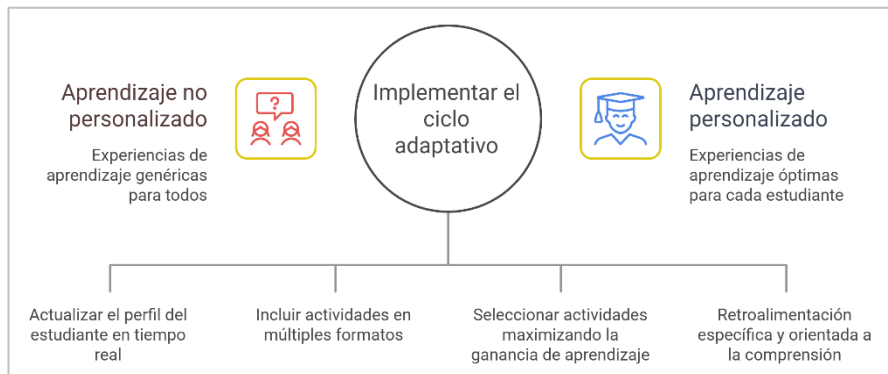 Aprendizaje no
personalizado
Experiencias de
aprendizaje genéricas
para todos
?
Implementar el
ciclo
adaptativo
Aprendizaje
personalizado
Experiencias de
aprendizaje óptimas
para cada estudiante
Actualizar el perfil del
estudiante en tiempo
real
Incluir actividades en
múltiples formatos
Seleccionar actividades
maximizando la
ganancia de aprendizaje
Retroalimentación
específica y orientada a
la comprensión